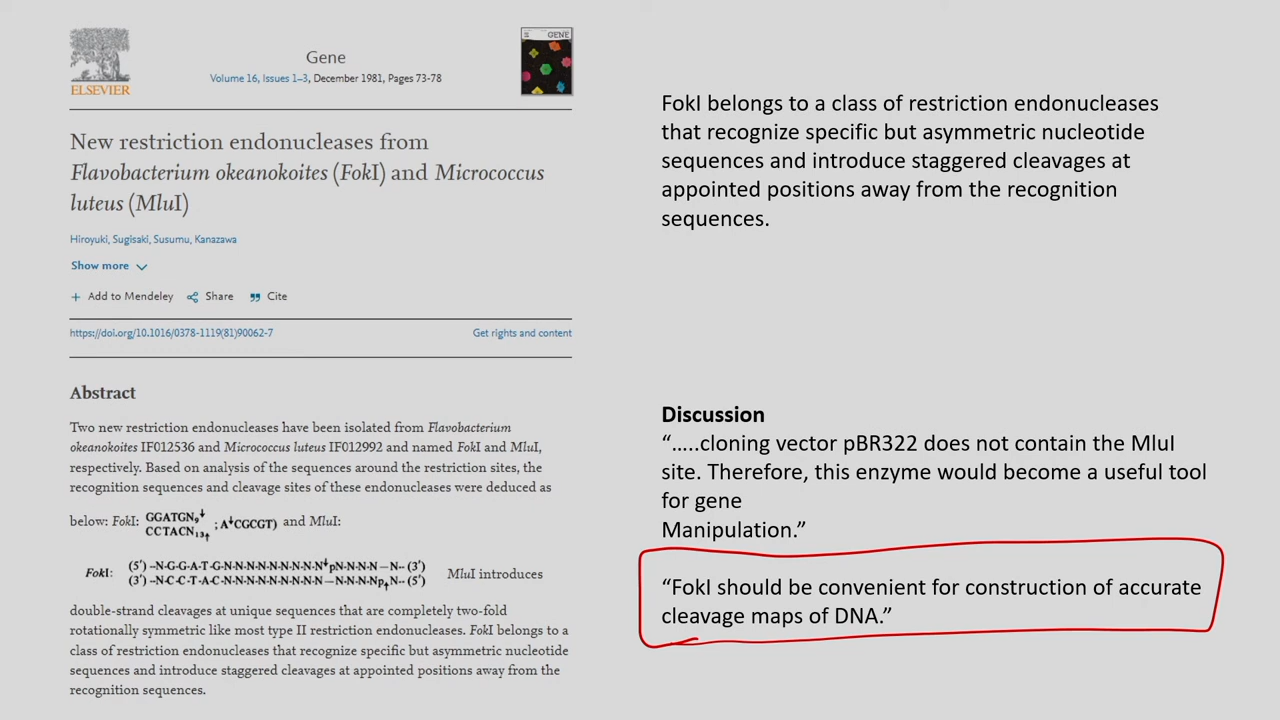 ELSEVIER
Gene
Volume 16, Issues 1–3, December 1981, Pages 73-78
GENE
New restriction endonucleases from
Flavobacterium okeanokoites (FokI) and Micrococcus
luteus (MluI)
Hiroyuki, Sugisaki, Susumu, Kanazawa
Show more
Add to Mendeley Share Cite
https://doi.org/10.1016/0378-1119(81)90062-7 Get rights and content
Abstract
Two new restriction endonucleases have been isolated from Flavobacterium
okeanokoites IF012536 and Micrococcus luteus IF012992 and named FokI and MluI,
respectively. Based on analysis of the sequences around the restriction sites, the
recognition sequences and cleavage sites of these endonucleases were deduced as
below: FokI: GGATGN9↓ ; A↓CGCGT) and MluI:
CCTACN13↑
FokI: (5') –N-G-G-A-T-G-N-N-N-N-N-N-N-N-N↓pN-N-N-N —N-- (3')
(3') –N-C-C-T-A-C-N-N-N-N-N-N-N-N-N —N-N-N-Np↑N-- (5') MluI introduces
double-strand cleavages at unique sequences that are completely two-fold
rotationally symmetric like most type II restriction endonucleases. FokI belongs to a
class of restriction endonucleases that recognize specific but asymmetric nucleotide
sequences and introduce staggered cleavages at appointed positions away from the
recognition sequences.
FokI belongs to a class of restriction endonucleases
that recognize specific but asymmetric nucleotide
sequences and introduce staggered cleavages at
appointed positions away from the recognition
sequences.
Discussion
“…..cloning vector pBR322 does not contain the MluI
site. Therefore, this enzyme would become a useful tool
for gene
Manipulation.”
“FokI should be convenient for construction of accurate
cleavage maps of DNA.”